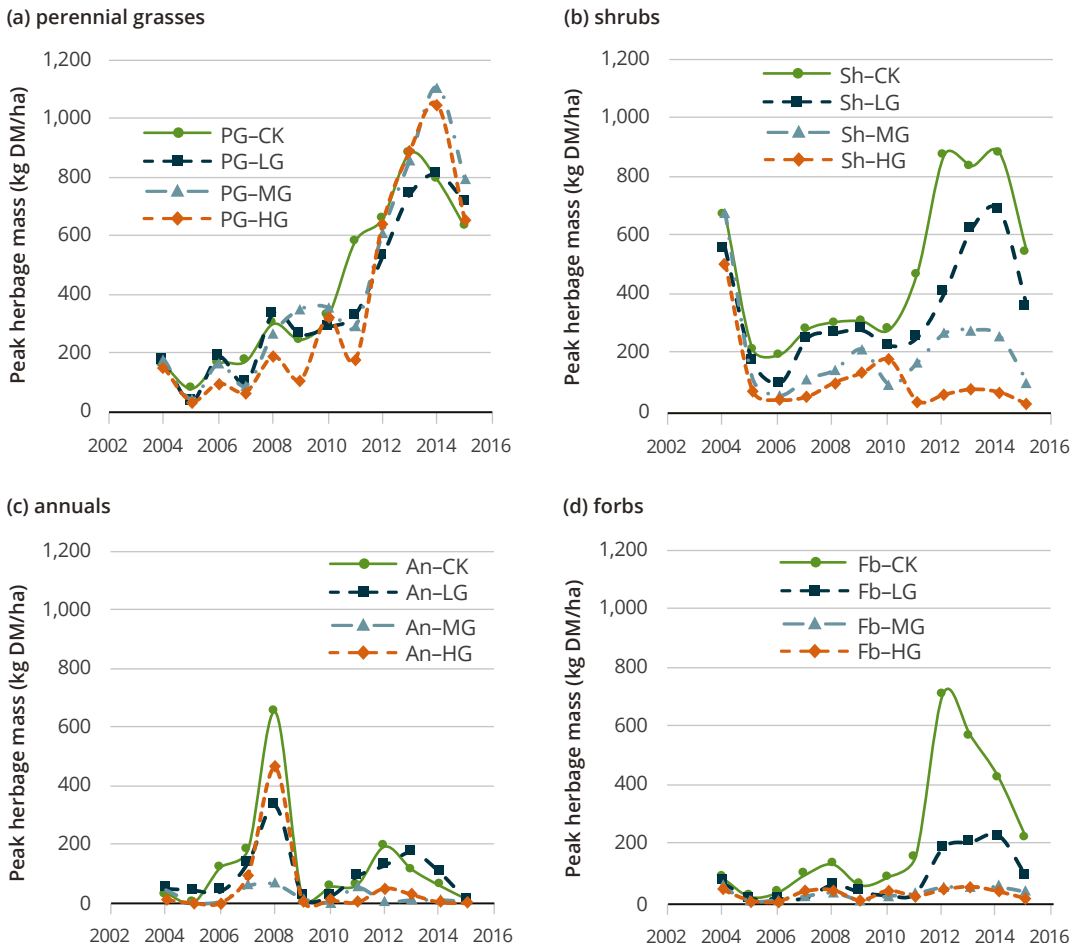 (a) perennial grasses
1,200
1,000
800
600
400
200
0
2002 2004 2006 2008 2010 2012 2014 2016
Peak herbage mass (kg DM/ha)
PG–CK
PG–LG
PG–MG
PG–HG
(b) shrubs
1,200
1,000
800
600
400
200
0
2002 2004 2006 2008 2010 2012 2014 2016
Peak herbage mass (kg DM/ha)
Sh–CK
Sh–LG
Sh–MG
Sh–HG
(c) annuals
1,200
1,000
800
600
400
200
0
2002 2004 2006 2008 2010 2012 2014 2016
Peak herbage mass (kg DM/ha)
An–CK
An–LG
An–MG
An–HG
(d) forbs
1,200
1,000
800
600
400
200
0
2002 2004 2006 2008 2010 2012 2014 2016
Peak herbage mass (kg DM/ha)
Fb–CK
Fb–LG
Fb–MG
Fb–HG